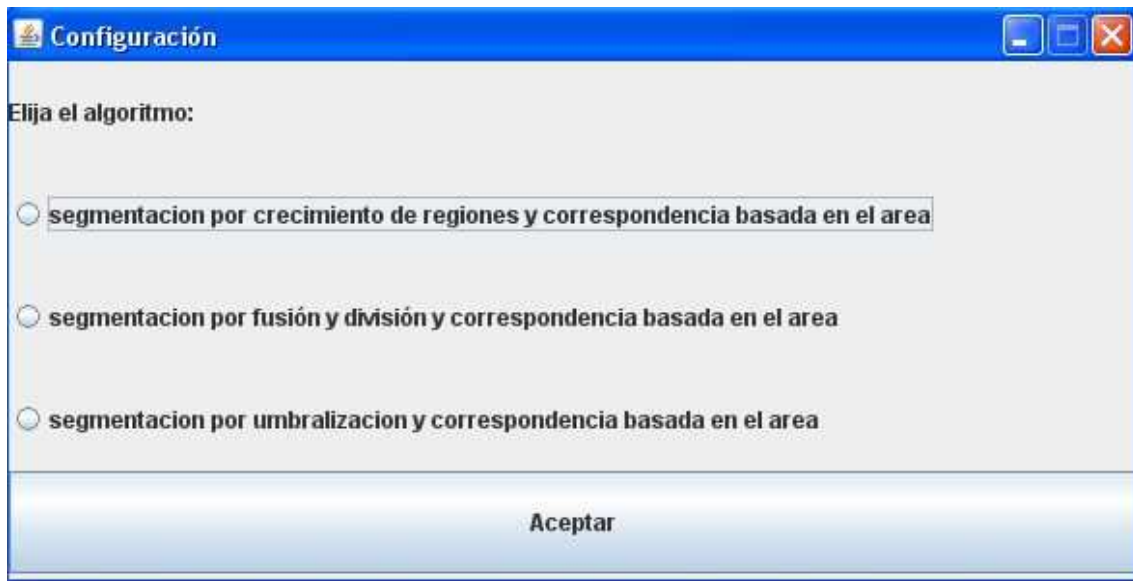 Configuración
Elija el algoritmo:
segmentacion por crecimiento de regiones y correspondencia basada en el area
segmentacion por fusión y división y correspondencia basada en el area
segmentacion por umbralizacion y correspondencia basada en el area
Aceptar